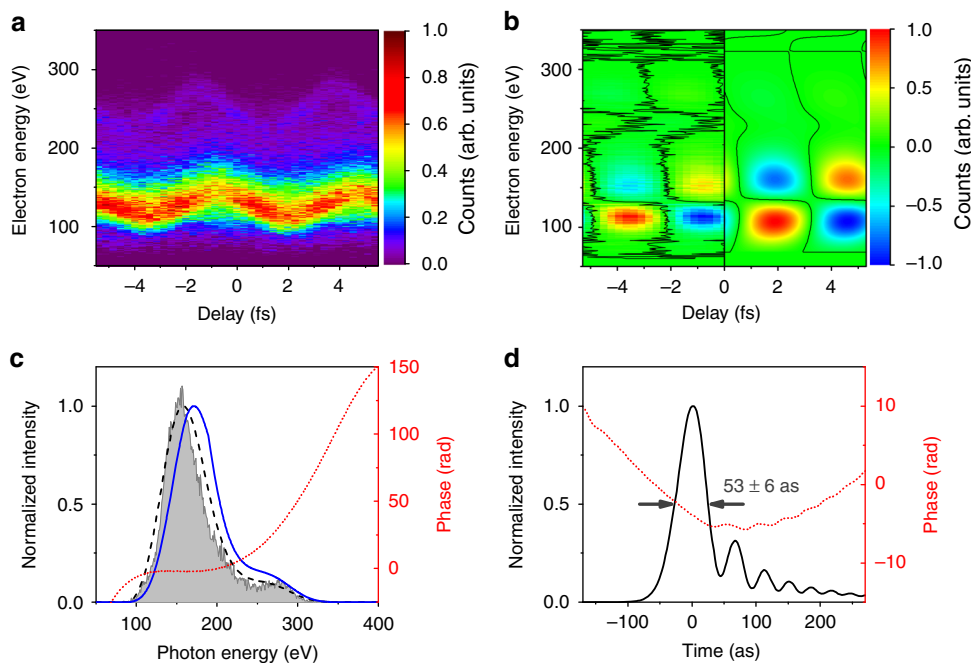 a
300
200
100
Electron energy (eV)
−4 −2 0 2 4
Delay (fs)
1.0
0.8
0.6
0.4
0.2
0.0
Counts (arb. units)
b
300
200
100
Electron energy (eV)
−4 −2 0 2 4
Delay (fs)
1.0
0.5
0.0
−0.5
−1.0
Counts (arb. units)
c
1.0
0.5
0.0
Normalized intensity
100 200 300 400
Photon energy (eV)
150
100
50
0
Phase (rad)
d
1.0
0.5
0.0
Normalized intensity
53 ± 6 as
−100 0 100 200
Time (as)
10
0
−10
Phase (rad)